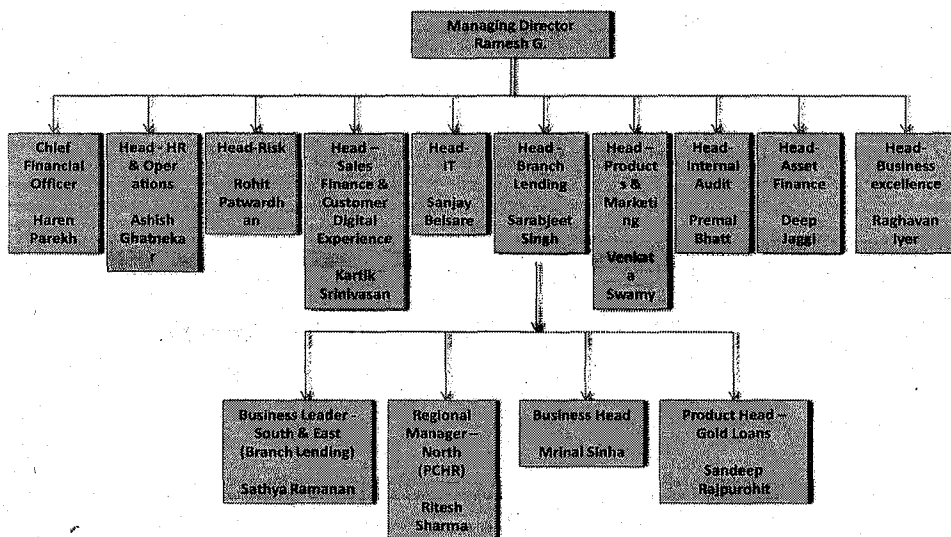 Managing Director
Ramesh G.
Chief
Financial
Officer
Haren
Parekh
Head - HR
& Oper
ations
Ashish
Ghatneka
r
Head-Risk
Rohit
Patwardh
an
Head –
Sales
Finance &
Customer
Digital
Experience
Kartik
Srinivasan
Head-
IT
Sanjay
Belsare
Head -
Branch
Lending
Sarabjeet
Singh
Head –
Product
s &
Marketi
ng
Venkat
a
Swamy
Head-
Internal
Audit
Premal
Bhatt
Head-
Asset
Finance
Deep
Jaggi
Head-
Business
excellence
Raghavan
Iyer
Business Leader -
South & East
(Branch Lending)
Sathya Ramanan
Regional
Manager –
North
(PCHR)
Ritesh
Sharma
Business Head
Mrinal Sinha
Product Head –
Gold Loans
Sandeep
Rajpurohit